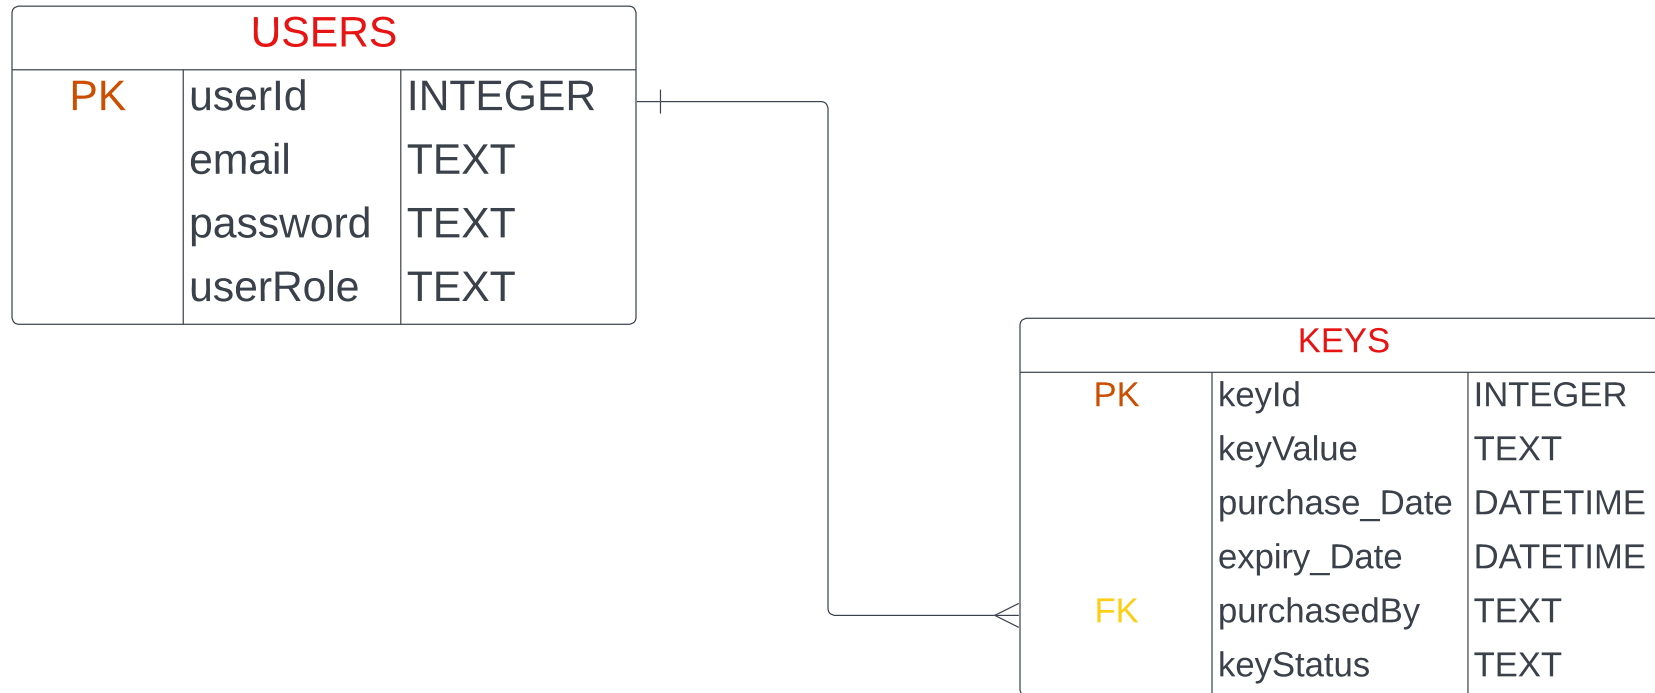 USERS
PK userId INTEGER
email TEXT
password TEXT
userRole TEXT
KEYS
PK keyId INTEGER
keyValue TEXT
purchase_Date DATETIME
expiry_Date DATETIME
FK purchasedBy TEXT
keyStatus TEXT